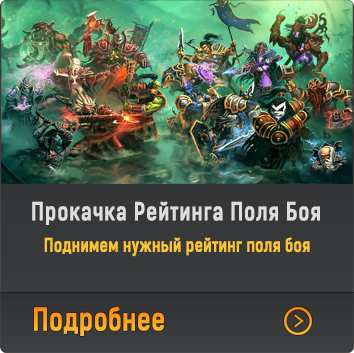 Прокачка Рейтинга Поля Боя
Поднимем нужный рейтинг поля боя
Подробнее